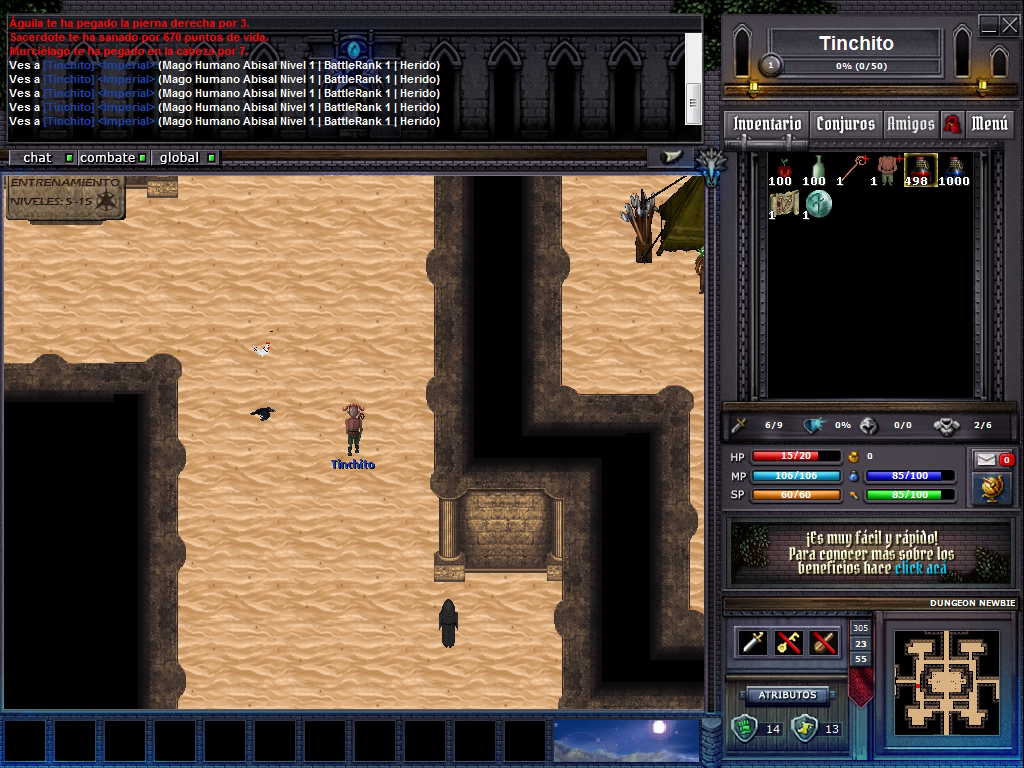 Águila te ha pegado la pierna derecha por 3.
Sacerdote te ha sanado por 670 puntos de vida.
Murciélago te ha pegado en la cabeza por 7.
Ves a [Tinchito] <Imperial> (Mago Humano Abisal Nivel 1 | BattleRank 1 | Herido)
Ves a [Tinchito] <Imperial> (Mago Humano Abisal Nivel 1 | BattleRank 1 | Herido)
Ves a [Tinchito] <Imperial> (Mago Humano Abisal Nivel 1 | BattleRank 1 | Herido)
Ves a [Tinchito] <Imperial> (Mago Humano Abisal Nivel 1 | BattleRank 1 | Herido)
Ves a [Tinchito] <Imperial> (Mago Humano Abisal Nivel 1 | BattleRank 1 | Herido)
chat combate global
ENTRENAMIENTO
NIVELES: 5-15
Tinchito
Tinchito
1 0% (0/50)
Inventario Conjuros Amigos Menú
100 100 1 1 498 1000
1 1
6/9 0% 0/0 2/6
HP 15/20 0 0
MP 106/106 85/100
SP 60/60 85/100
¡Es muy fácil y rápido!
Para conocer más sobre los
beneficios hace click acá
DUNGEON NEWBIE
305
23
55
ATRIBUTOS
14 13